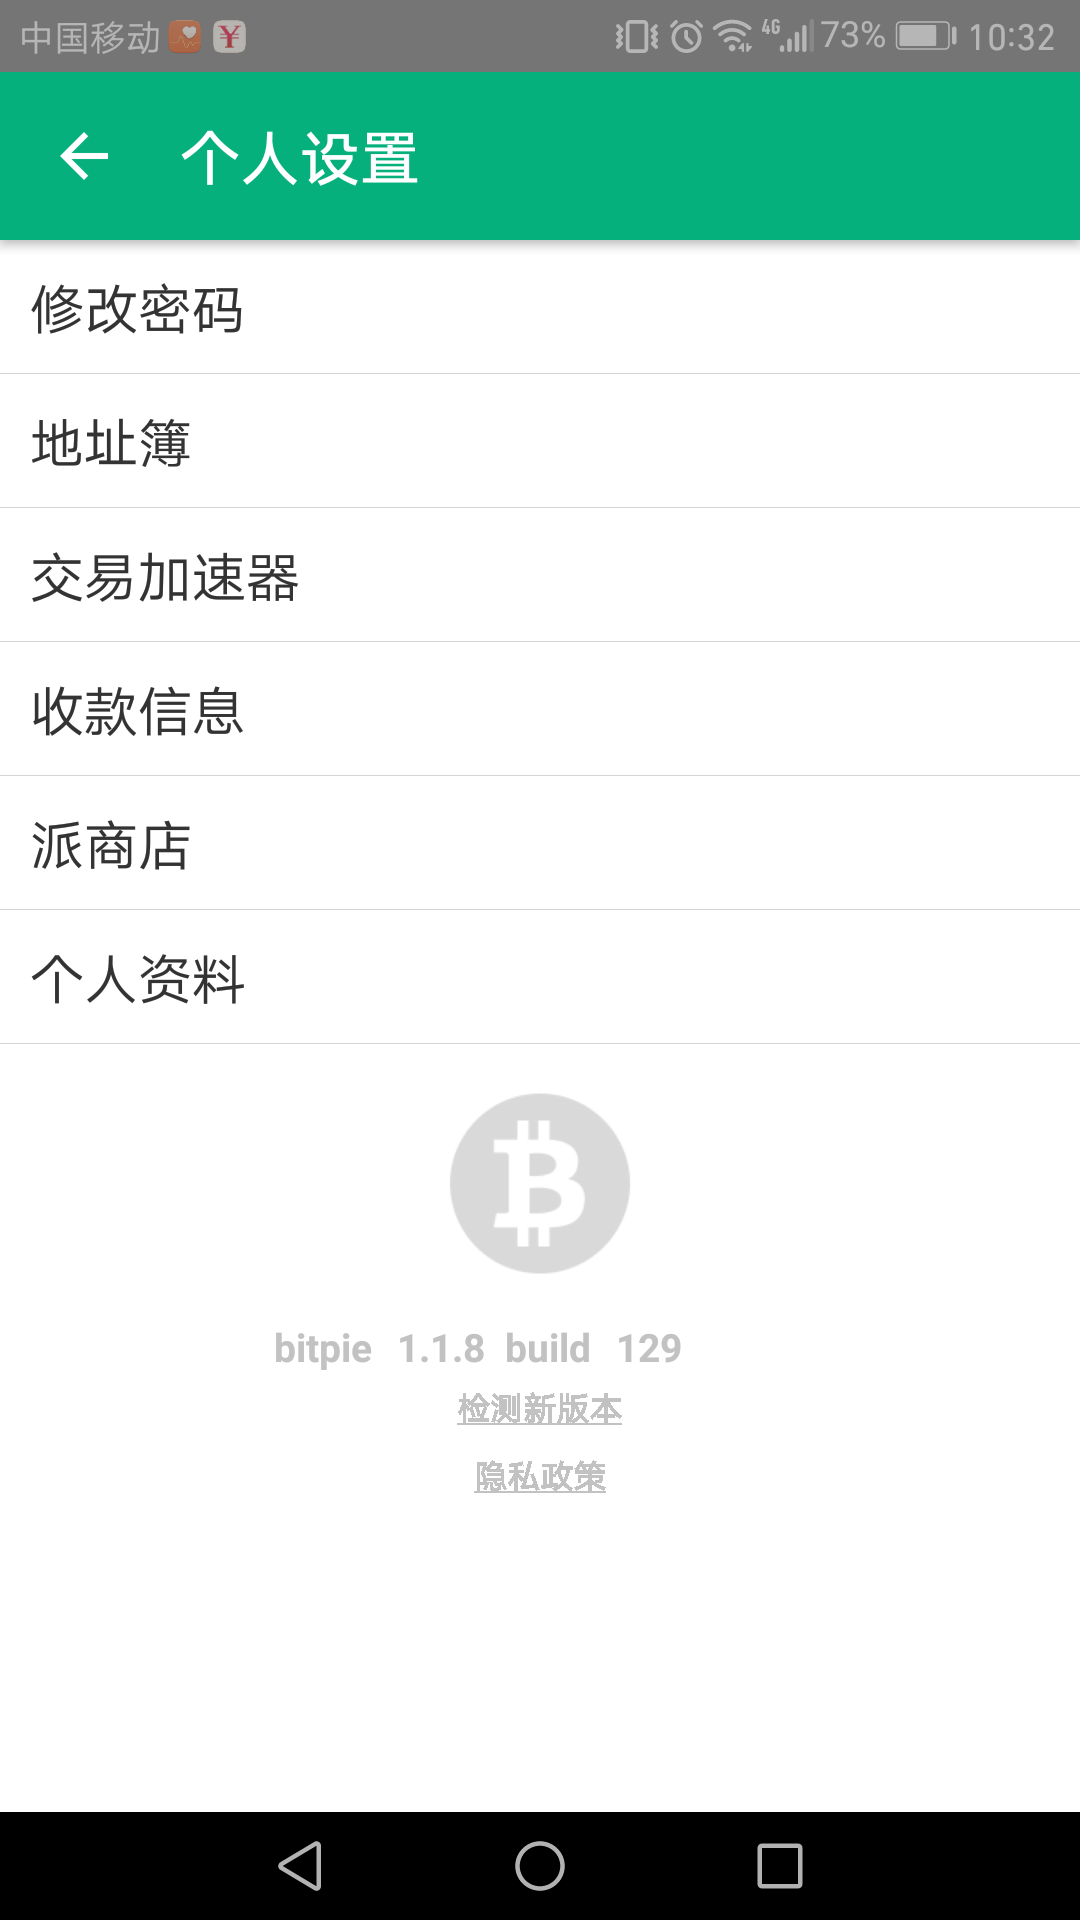 中国移动 4G 73% 10:32
个人设置
修改密码
地址簿
交易加速器
收款信息
派商店
个人资料
bitpie 1.1.8 build 129
检测新版本
隐私政策